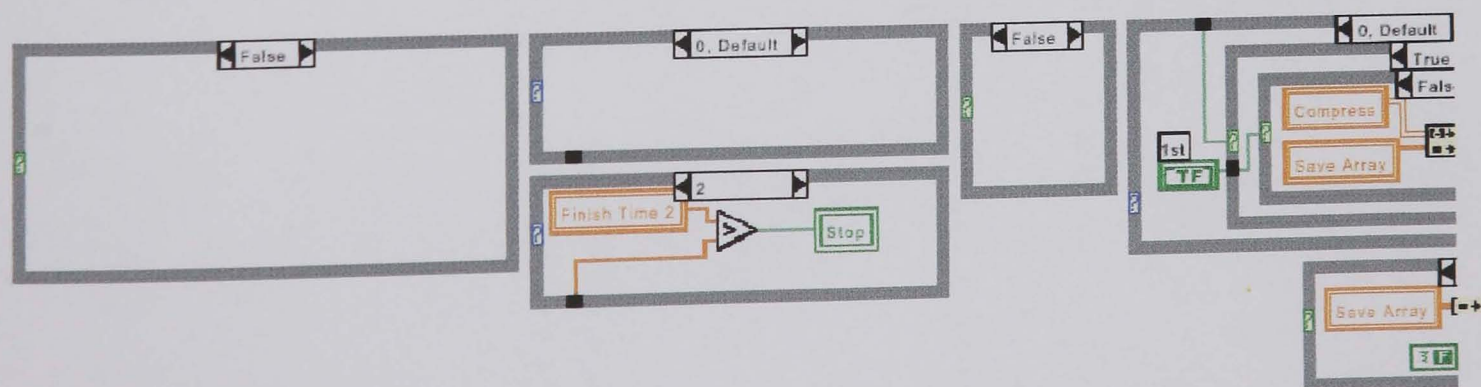 False
0, Default
2
Finish Time 2
>
Stop
False
0, Default
True
Fals
Compress
1st
TF
Save Array
Save Array
F